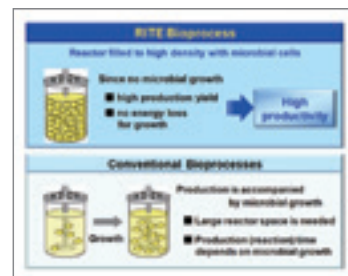 RITE Bioprocess
Reactor filled to high density with microbial cells
Since no microbial growth
■ high production yield
■ no energy loss
for growth
High
productivity
Conventional Bioprocesses
Production is accompanied
by microbial growth
Growth
■ Large reactor space is needed
■ Production (reaction) time
depends on microbial growth